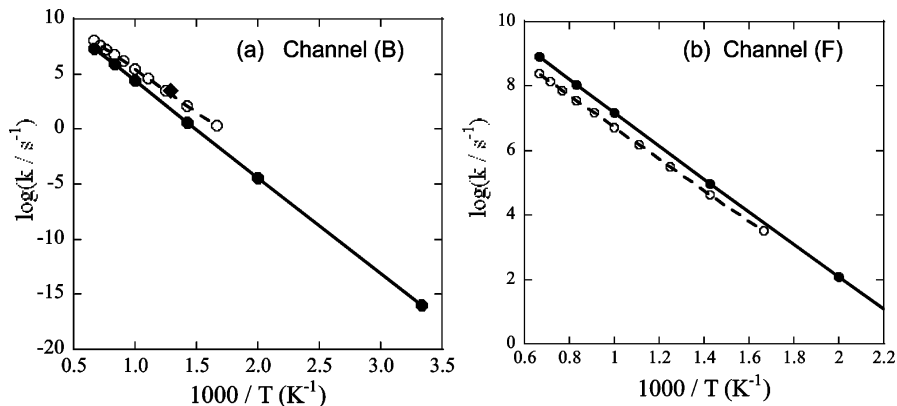 (a) Channel (B)
log(k / s⁻¹)
10
5
0
-5
-10
-15
-20
0.5 1.0 1.5 2.0 2.5 3.0 3.5
1000 / T (K⁻¹)
(b) Channel (F)
log(k / s⁻¹)
10
8
6
4
2
0
0.6 0.8 1 1.2 1.4 1.6 1.8 2 2.2
1000 / T (K⁻¹)